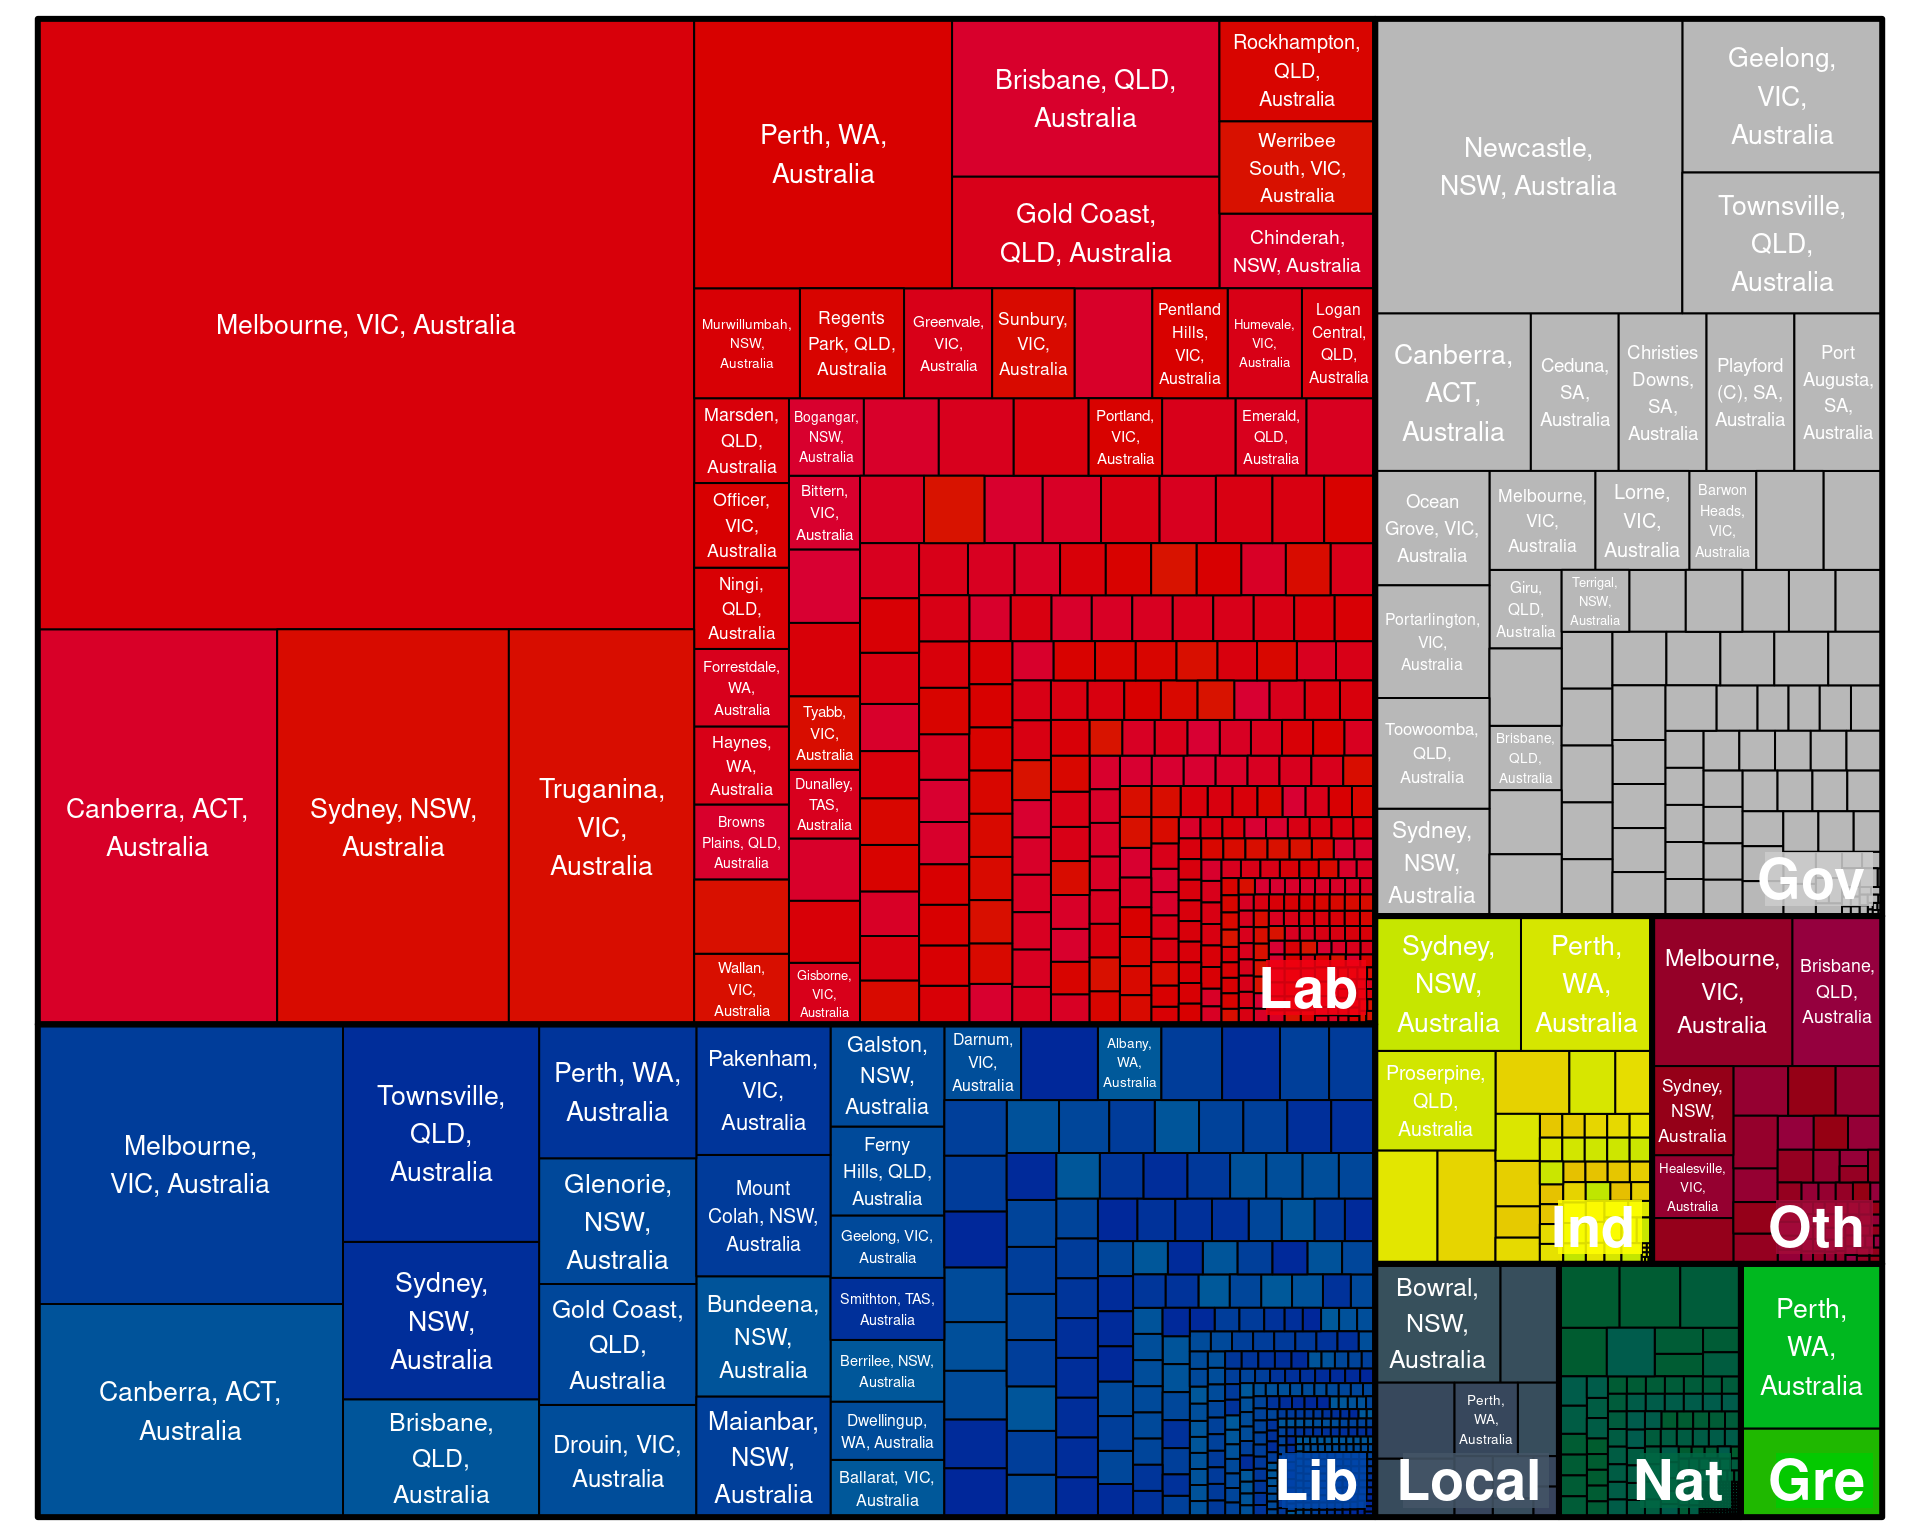 Melbourne, VIC, Australia
Canberra, ACT,
Australia
Sydney, NSW,
Australia
Truganina,
VIC,
Australia
Perth, WA,
Australia
Brisbane, QLD,
Australia
Gold Coast,
QLD, Australia
Rockhampton,
QLD,
Australia
Werribee
South, VIC,
Australia
Chinderah,
NSW, Australia
Murwillumbah,
NSW,
Australia
Regents
Park, QLD,
Australia
Greenvale,
VIC,
Australia
Sunbury,
VIC,
Australia
Pentland
Hills,
VIC,
Australia
Humevale,
VIC,
Australia
Logan
Central,
QLD,
Australia
Marsden,
QLD,
Australia
Officer,
VIC,
Australia
Ningi,
QLD,
Australia
Forrestdale,
WA,
Australia
Haynes,
WA,
Australia
Browns
Plains, QLD,
Australia
Wallan,
VIC,
Australia
Bogangar,
NSW,
Australia
Portland,
VIC,
Australia
Emerald,
QLD,
Australia
Bittern,
VIC,
Australia
Tyabb,
VIC,
Australia
Dunalley,
TAS,
Australia
Gisborne,
VIC,
Australia
Lab
Newcastle,
NSW, Australia
Geelong,
VIC,
Australia
Townsville,
QLD,
Australia
Canberra,
ACT,
Australia
Ceduna,
SA,
Australia
Christies
Downs,
SA,
Australia
Playford
(C), SA,
Australia
Port
Augusta,
SA,
Australia
Ocean
Grove, VIC,
Australia
Portarlington,
VIC,
Australia
Toowoomba,
QLD,
Australia
Sydney,
NSW,
Australia
Melbourne,
VIC,
Australia
Lorne,
VIC,
Australia
Barwon
Heads,
VIC,
Australia
Giru,
QLD,
Australia
Terrigal,
NSW,
Australia
Brisbane,
QLD,
Australia
Gov
Melbourne,
VIC, Australia
Canberra, ACT,
Australia
Townsville,
QLD,
Australia
Sydney,
NSW,
Australia
Brisbane,
QLD,
Australia
Perth, WA,
Australia
Glenorie,
NSW,
Australia
Gold Coast,
QLD,
Australia
Drouin, VIC,
Australia
Pakenham,
VIC,
Australia
Mount
Colah, NSW,
Australia
Bundeena,
NSW,
Australia
Maianbar,
NSW,
Australia
Galston,
NSW,
Australia
Ferny
Hills, QLD,
Australia
Geelong, VIC,
Australia
Smithton, TAS,
Australia
Berrilee, NSW,
Australia
Dwellingup,
WA, Australia
Ballarat, VIC,
Australia
Darnum,
VIC,
Australia
Albany,
WA,
Australia
Lib
Sydney,
NSW,
Australia
Perth,
WA,
Australia
Proserpine,
QLD,
Australia
Ind
Melbourne,
VIC,
Australia
Brisbane,
QLD,
Australia
Sydney,
NSW,
Australia
Healesville,
VIC,
Australia
Oth
Bowral,
NSW,
Australia
Perth,
WA,
Australia
Local
Nat
Perth,
WA,
Australia
Gre